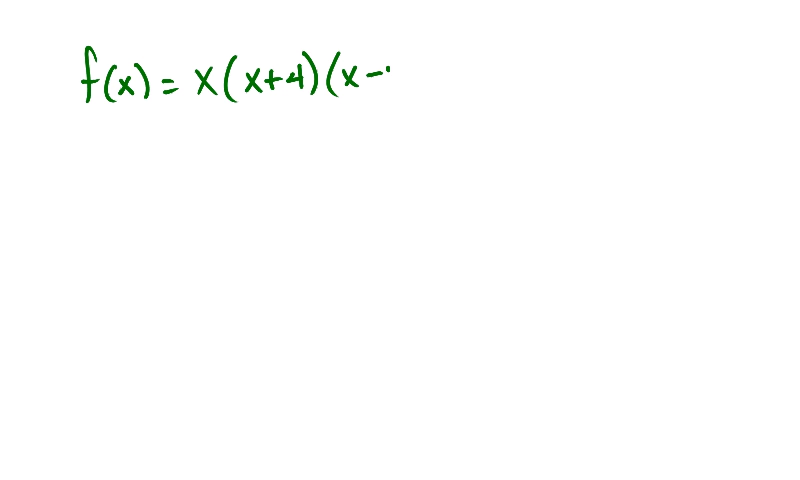 f(x) = x(x+4)(x-